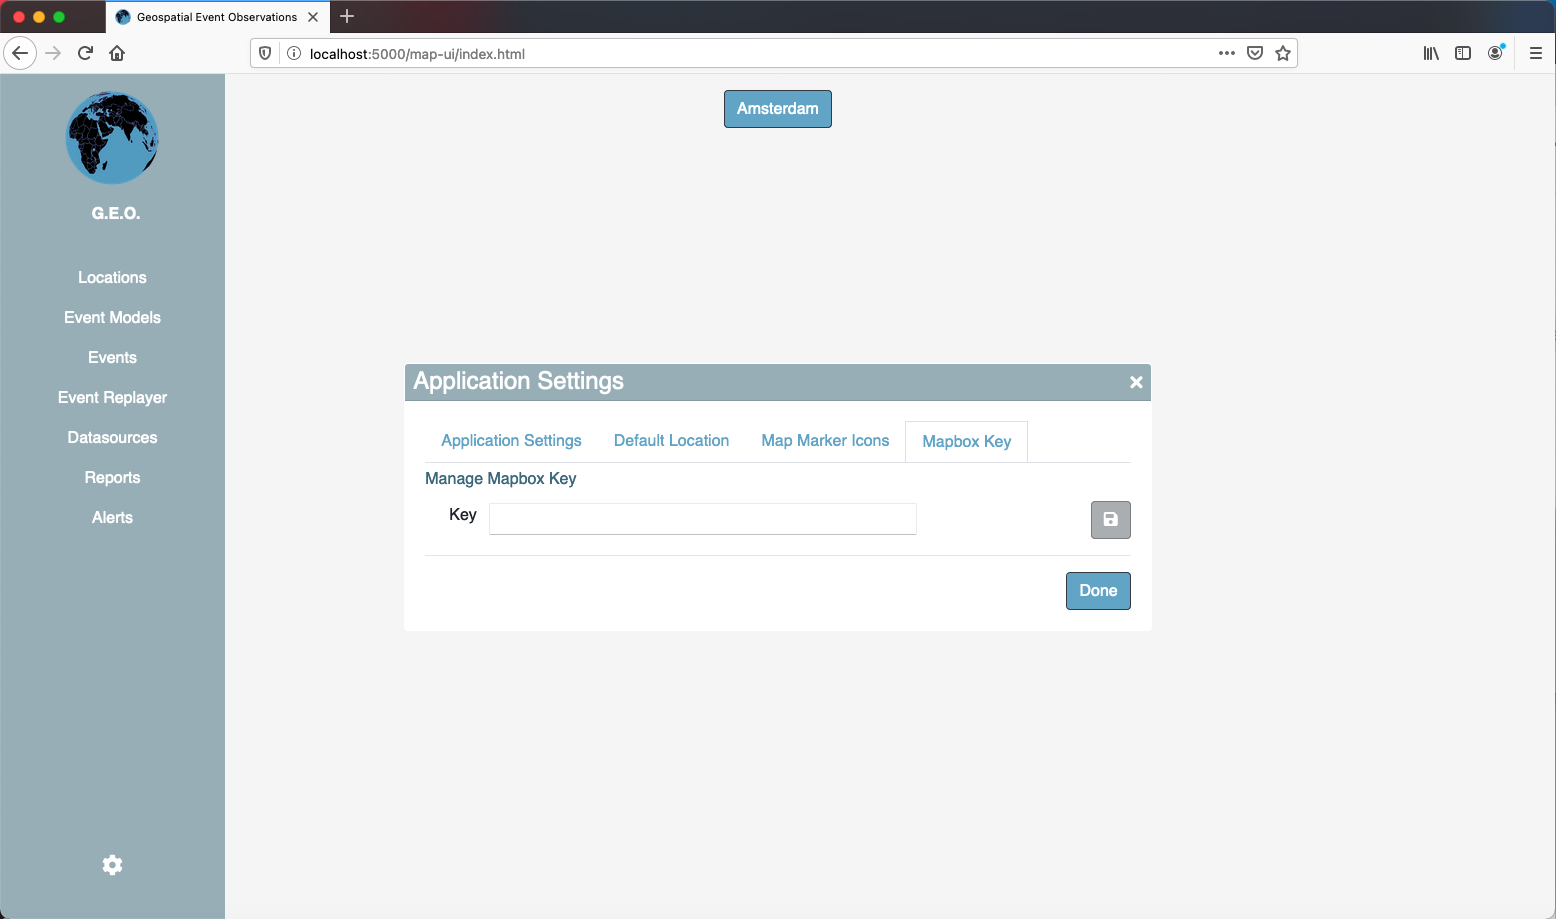 Geospatial Event Observations
localhost:5000/map-ui/index.html
G.E.O.
Locations
Event Models
Events
Event Replayer
Datasources
Reports
Alerts
Amsterdam
Application Settings
Application Settings Default Location Map Marker Icons Mapbox Key
Manage Mapbox Key
Key
Done